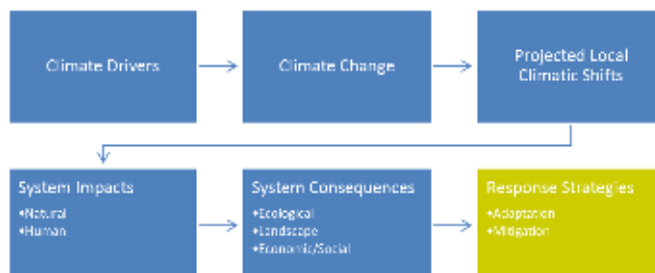 Climate Drivers
Climate Change
Projected Local
Climatic Shifts
System Impacts
•Natural
•Human
System Consequences
•Ecological
•Landscape
•Economic/Social
Response Strategies
•Adaptation
•Mitigation